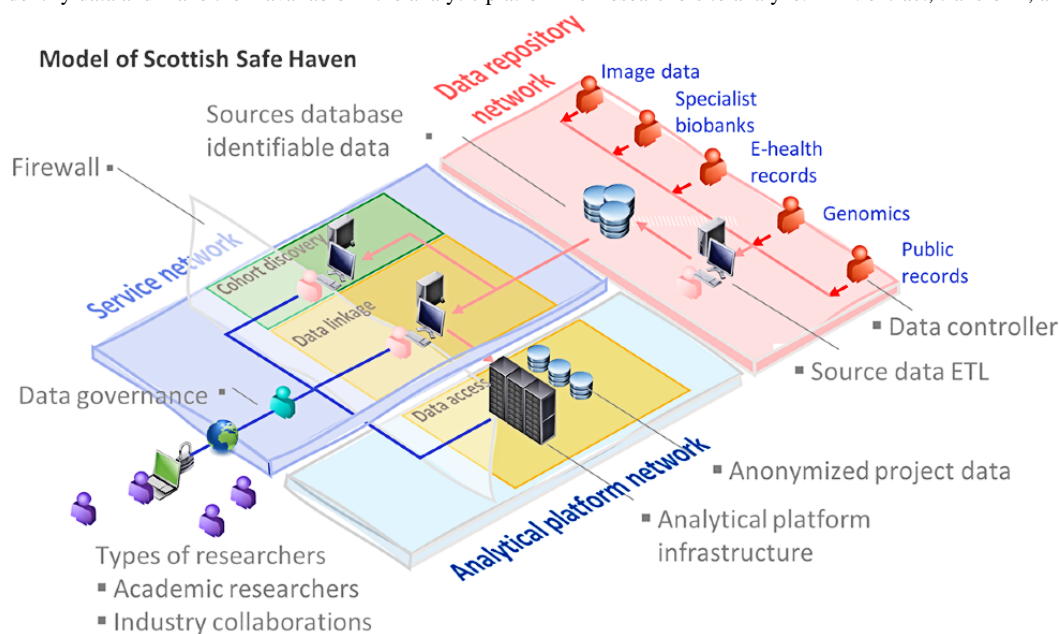 Model of Scottish Safe Haven
Data repository
network
Image data
Specialist
biobanks
E-health
records
Genomics
Public
records
Sources database
identifiable data
Firewall
Service network
Cohort discovery
Data linkage
Data controller
Source data ETL
Data governance
Data access
Analytical platform network
Anonymized project data
Analytical platform
infrastructure
Types of researchers
Academic researchers
Industry collaborations